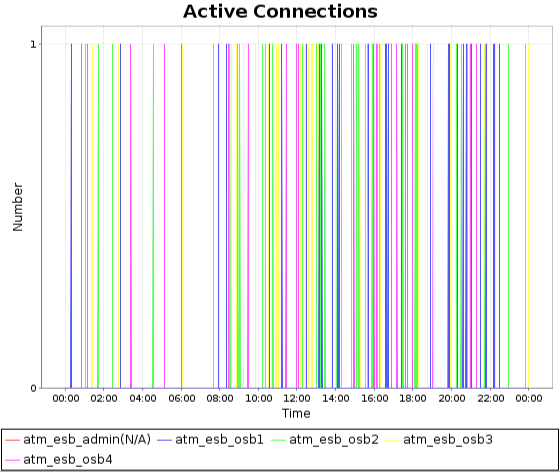 Active Connections
1
Number
0
00:00 02:00 04:00 06:00 08:00 10:00 12:00 14:00 16:00 18:00 20:00 22:00 00:00
Time
atm_esb_admin(N/A) atm_esb_osb1 atm_esb_osb2 atm_esb_osb3
atm_esb_osb4